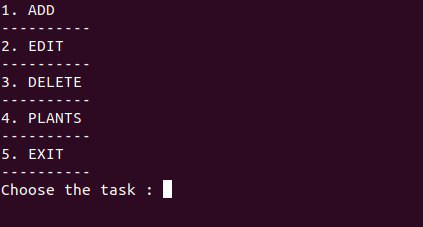 1. ADD
----------
2. EDIT
----------
3. DELETE
----------
4. PLANTS
----------
5. EXIT
----------
Choose the task :